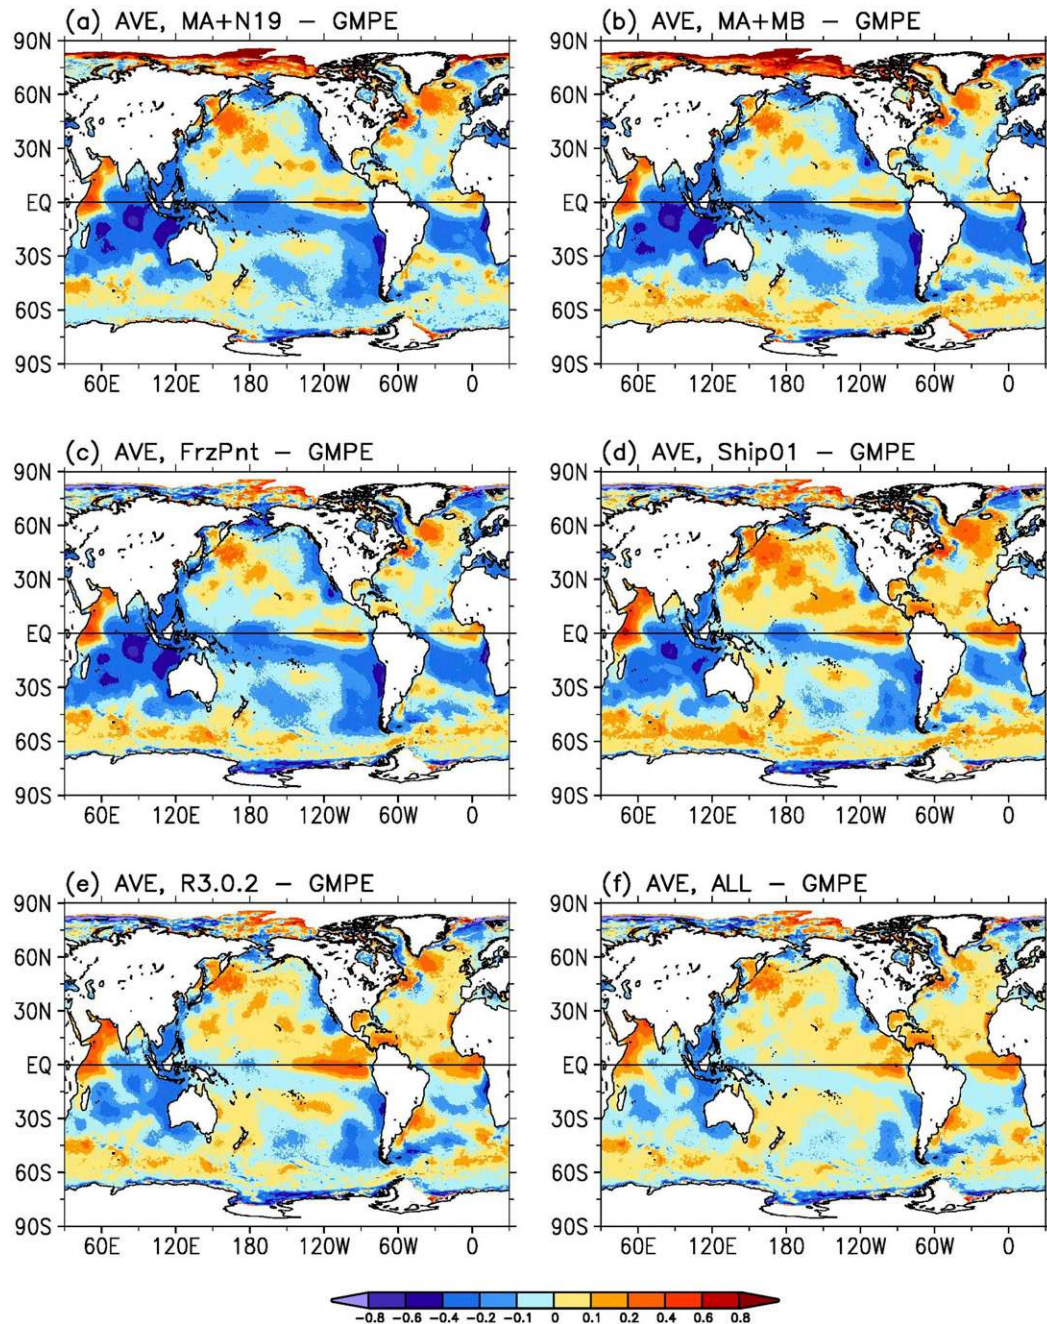 (a) AVE, MA+N19 – GMPE
(b) AVE, MA+MB – GMPE
90N
60N
30N
EQ
30S
60S
90S
60E 120E 180 120W 60W 0
90N
60N
30N
EQ
30S
60S
90S
60E 120E 180 120W 60W 0
(c) AVE, FrzPnt – GMPE
(d) AVE, Ship01 – GMPE
90N
60N
30N
EQ
30S
60S
90S
60E 120E 180 120W 60W 0
90N
60N
30N
EQ
30S
60S
90S
60E 120E 180 120W 60W 0
(e) AVE, R3.0.2 – GMPE
(f) AVE, ALL – GMPE
90N
60N
30N
EQ
30S
60S
90S
60E 120E 180 120W 60W 0
90N
60N
30N
EQ
30S
60S
90S
60E 120E 180 120W 60W 0
-0.8 -0.6 -0.4 -0.2 -0.1 0 0.1 0.2 0.4 0.6 0.8